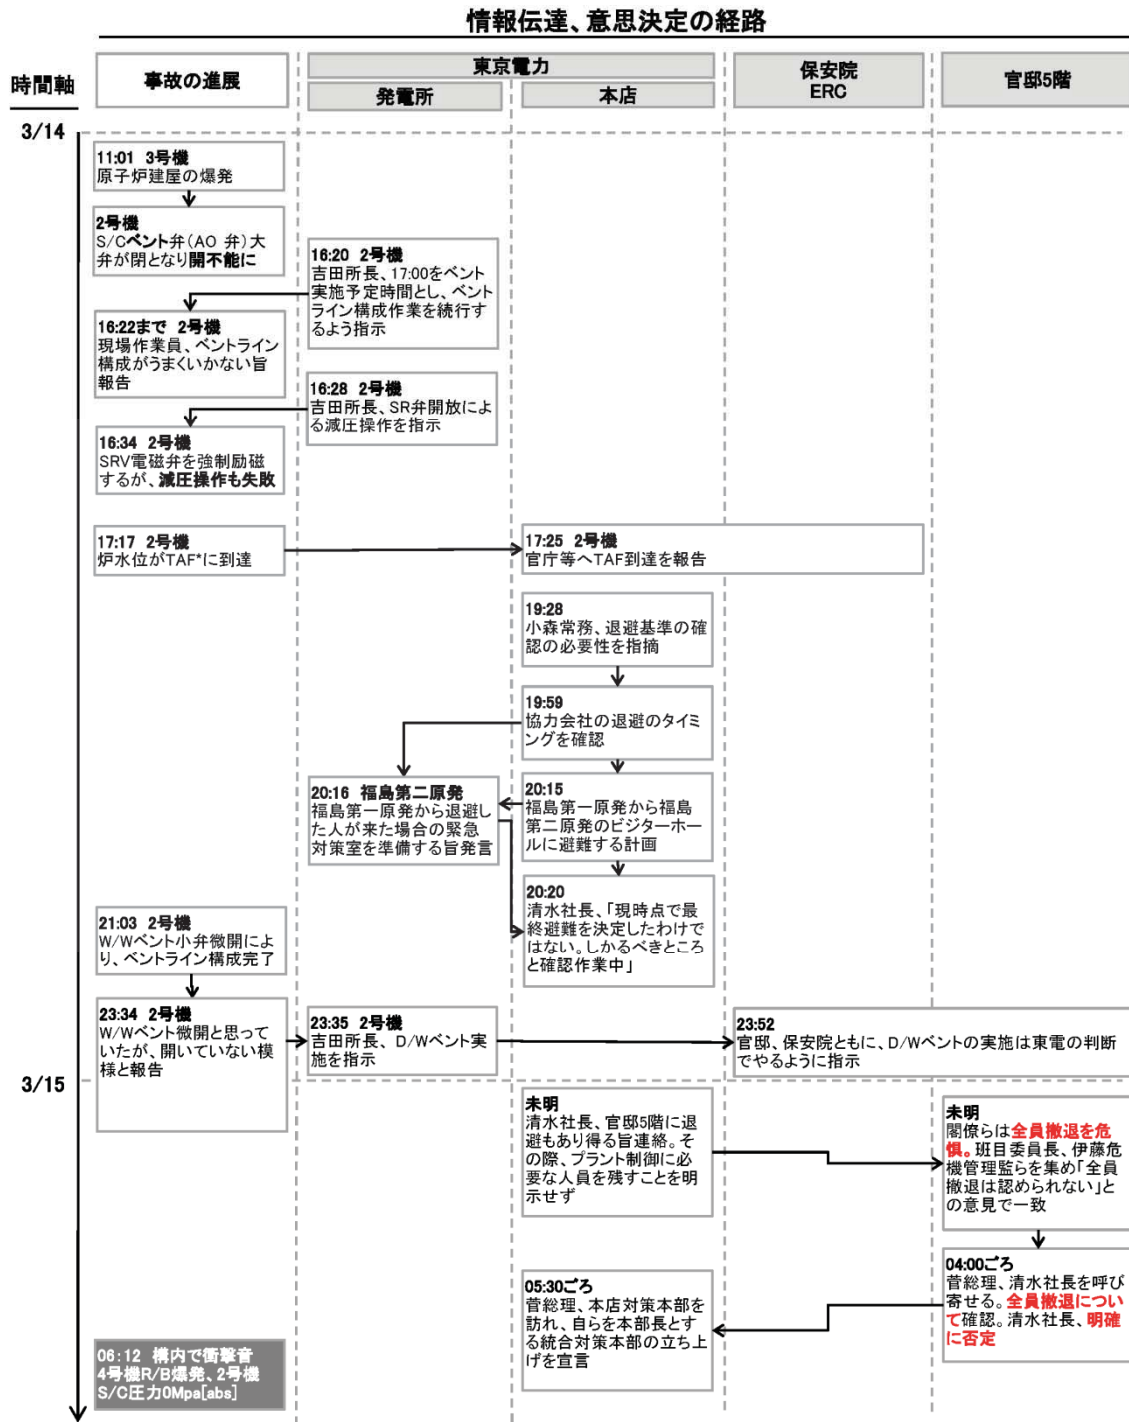 情報伝達、意思決定の経路
時間軸
事故の進展
東京電力
発電所
本店
保安院
ERC
官邸5階
3/14
11:01 3号機
原子炉建屋の爆発
2号機
S/Cベント弁(AO 弁)大
弁が閉となり開不能に
16:20 2号機
吉田所長、17:00をベント
実施予定時間とし、ベント
ライン構成作業を続行す
るよう指示
16:22まで 2号機
現場作業員、ベントライン
構成がうまくいかない旨
報告
16:28 2号機
吉田所長、SR弁開放によ
る減圧操作を指示
16:34 2号機
SRV電磁弁を強制励磁
するが、減圧操作も失敗
17:17 2号機
炉水位がTAF*に到達
17:25 2号機
官庁等へTAF到達を報告
19:28
小森常務、退避基準の確
認の必要性を指摘
19:59
協力会社の退避のタイミ
ングを確認
20:16 福島第二原発
福島第一原発から退避し
た人が来た場合の緊急
対策室を準備する旨発言
20:15
福島第一原発から福島
第二原発のビジターホー
ルに避難する計画
20:20
清水社長、「現時点で最
終避難を決定したわけで
はない。しかるべきところ
と確認作業中」
21:03 2号機
W/Wベント小弁微開によ
り、ベントライン構成完了
23:34 2号機
W/Wベント微開と思って
いたが、開いていない模
様と報告
23:35 2号機
吉田所長、D/Wベント実
施を指示
23:52
官邸、保安院ともに、D/Wベントの実施は東電の判断
でやるように指示
3/15
未明
清水社長、官邸5階に退
避もあり得る旨連絡。そ
の際、プラント制御に必
要な人員を残すことを明
示せず
未明
閣僚らは全員撤退を危
惧。班目委員長、伊藤危
機管理監らを集め「全員
撤退は認められない」と
の意見で一致
04:00ごろ
菅総理、清水社長を呼び
寄せる。全員撤退につい
て確認。清水社長、明確
に否定
05:30ごろ
菅総理、本店対策本部を
訪れ、自らを本部長とす
る統合対策本部の立ち上
げを宣言
06:12 構内で衝撃音
4号機R/B爆発、2号機
S/C圧力0Mpa[abs]